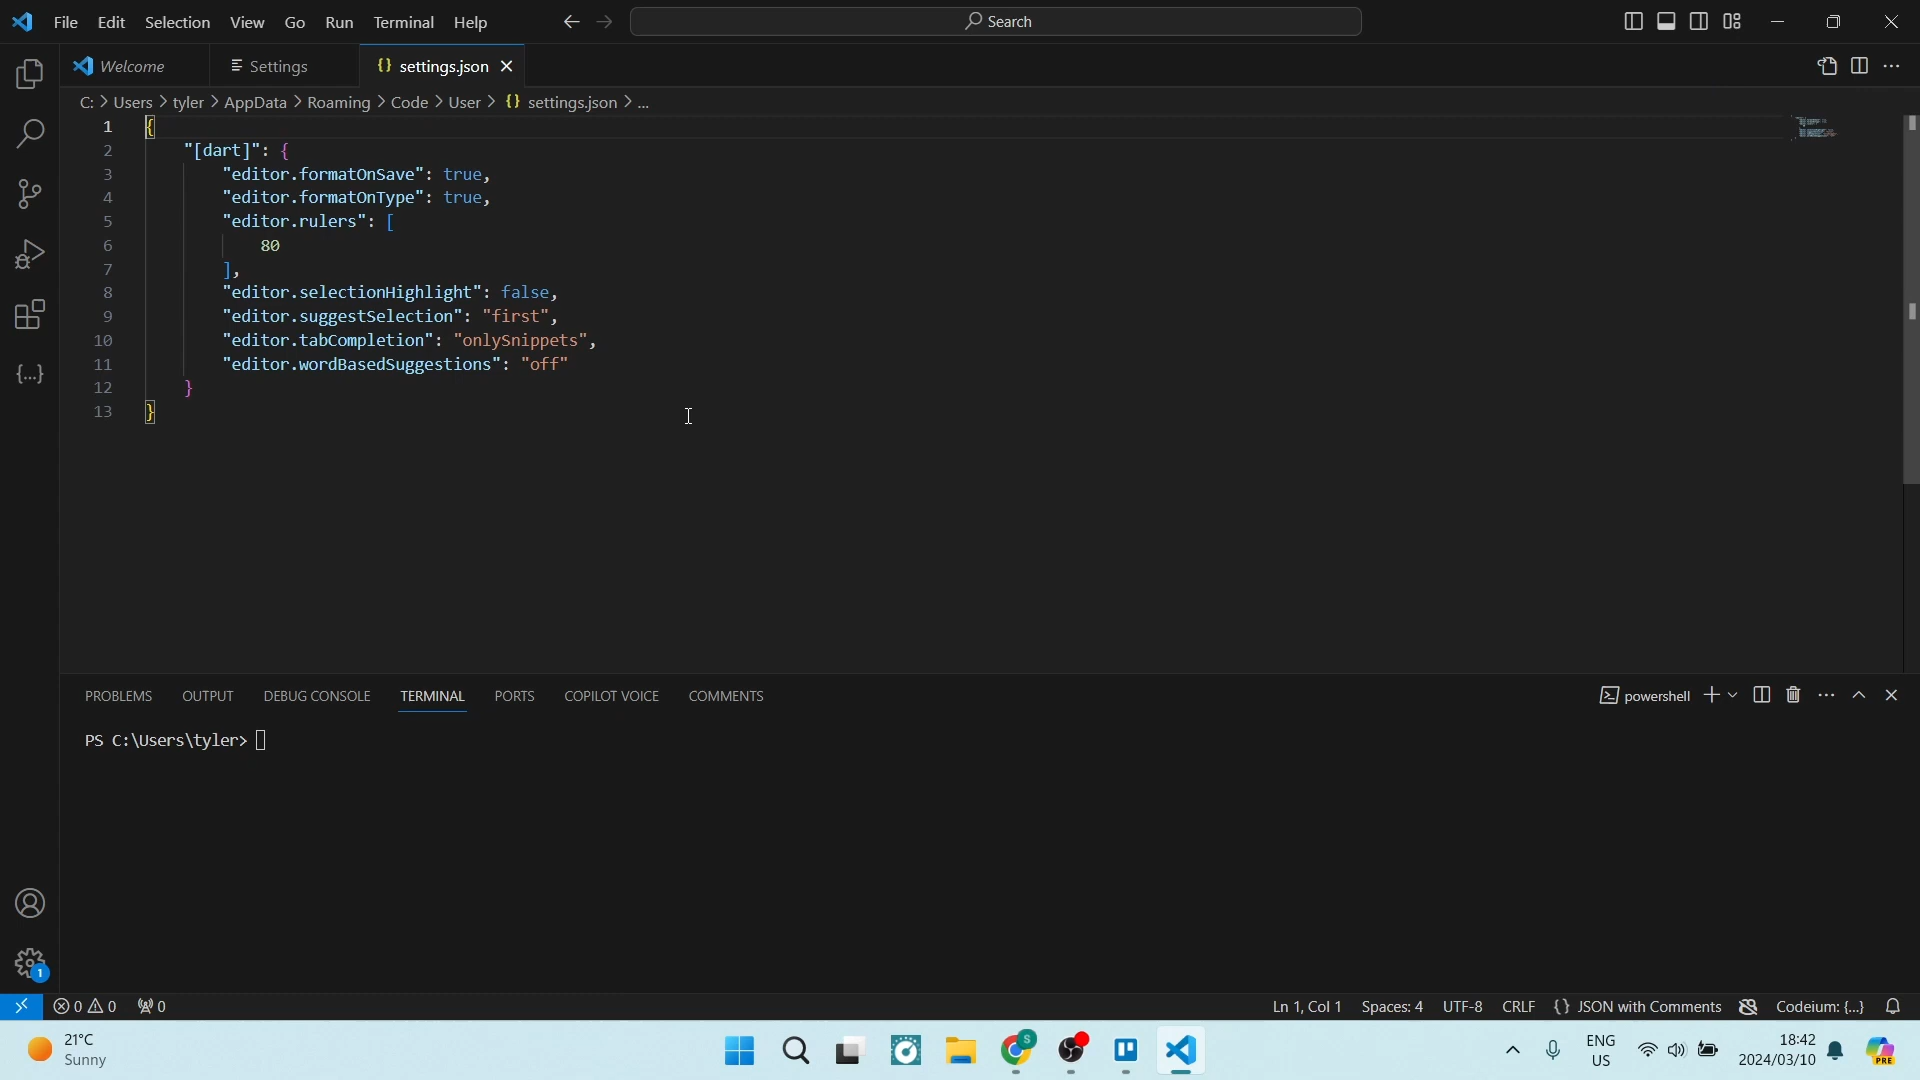 File Edit Selection View Go Run Terminal Help Search
Welcome Settings {} settings.json
C: > Users > tyler > AppData > Roaming > Code > User > {} settings.json > ...
1 {
2 "[dart]": {
3 "editor.formatOnSave": true,
4 "editor.formatOnType": true,
5 "editor.rulers": [
6 80
7 ],
8 "editor.selectionHighlight": false,
9 "editor.suggestSelection": "first",
10 "editor.tabCompletion": "onlySnippets",
11 "editor.wordBasedSuggestions": "off"
12 }
13 }
PROBLEMS OUTPUT DEBUG CONSOLE TERMINAL PORTS COPILOT VOICE COMMENTS powershell
PS C:\Users\tyler>
1
0 0 0 Ln 1, Col 1 Spaces: 4 UTF-8 CRLF {} JSON with Comments Codeium: {...}
21°C
Sunny
S
ENG
US
18:42
2024/03/10
PRE